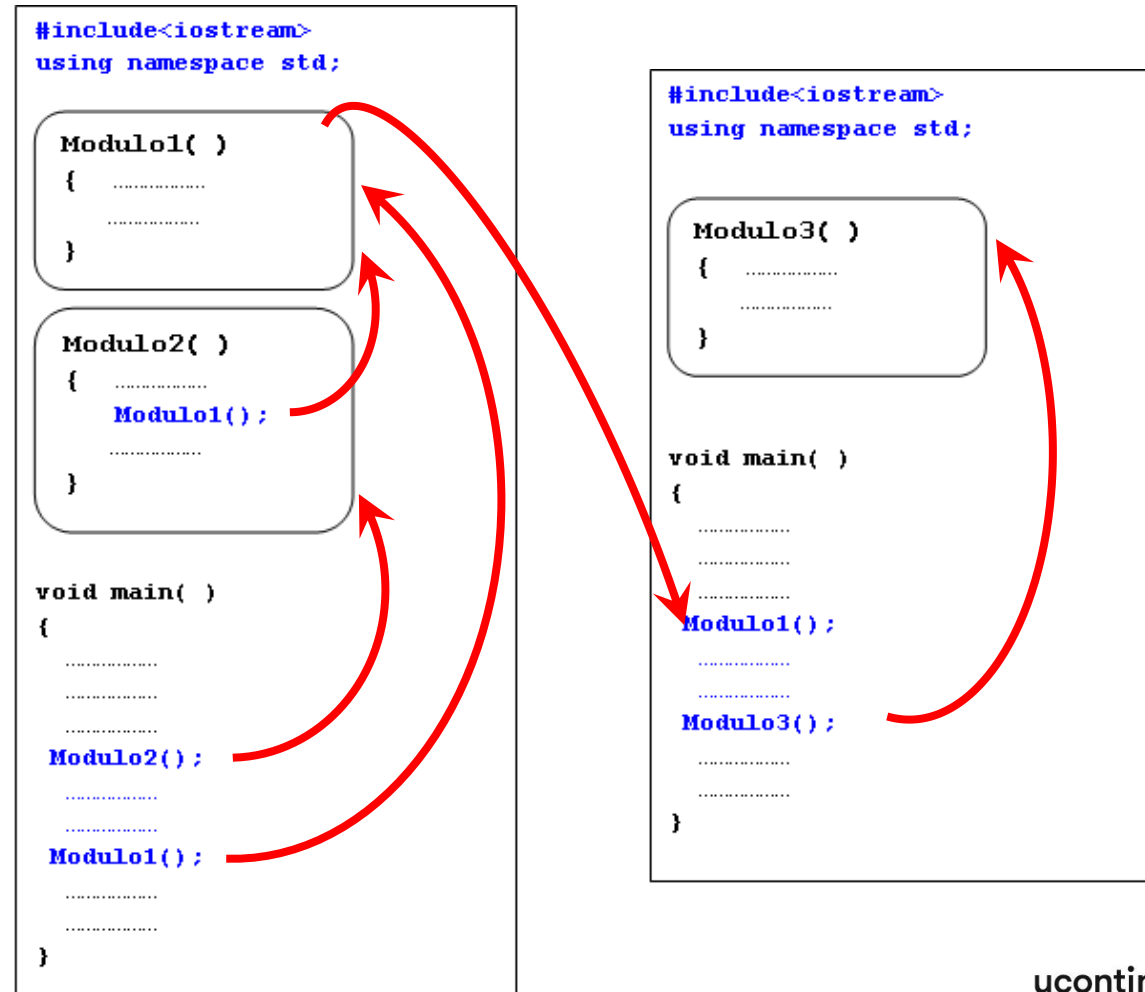 #include<iostream>
using namespace std;
Modulo1( )
{ ..................
..................
}
Modulo2( )
{ ..................
Modulo1();
..................
}
void main( )
{
..................
..................
..................
Modulo2();
..................
..................
Modulo1();
..................
..................
}
#include<iostream>
using namespace std;
Modulo3( )
{ ..................
..................
}
void main( )
{
..................
..................
..................
Modulo1();
..................
..................
Modulo3();
..................
..................
}